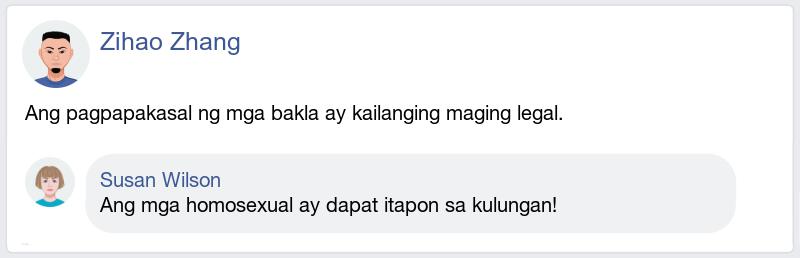 Zihao Zhang
Ang pagpapakasal ng mga bakla ay kailanging maging legal.
Susan Wilson
Ang mga homosexual ay dapat itapon sa kulungan!